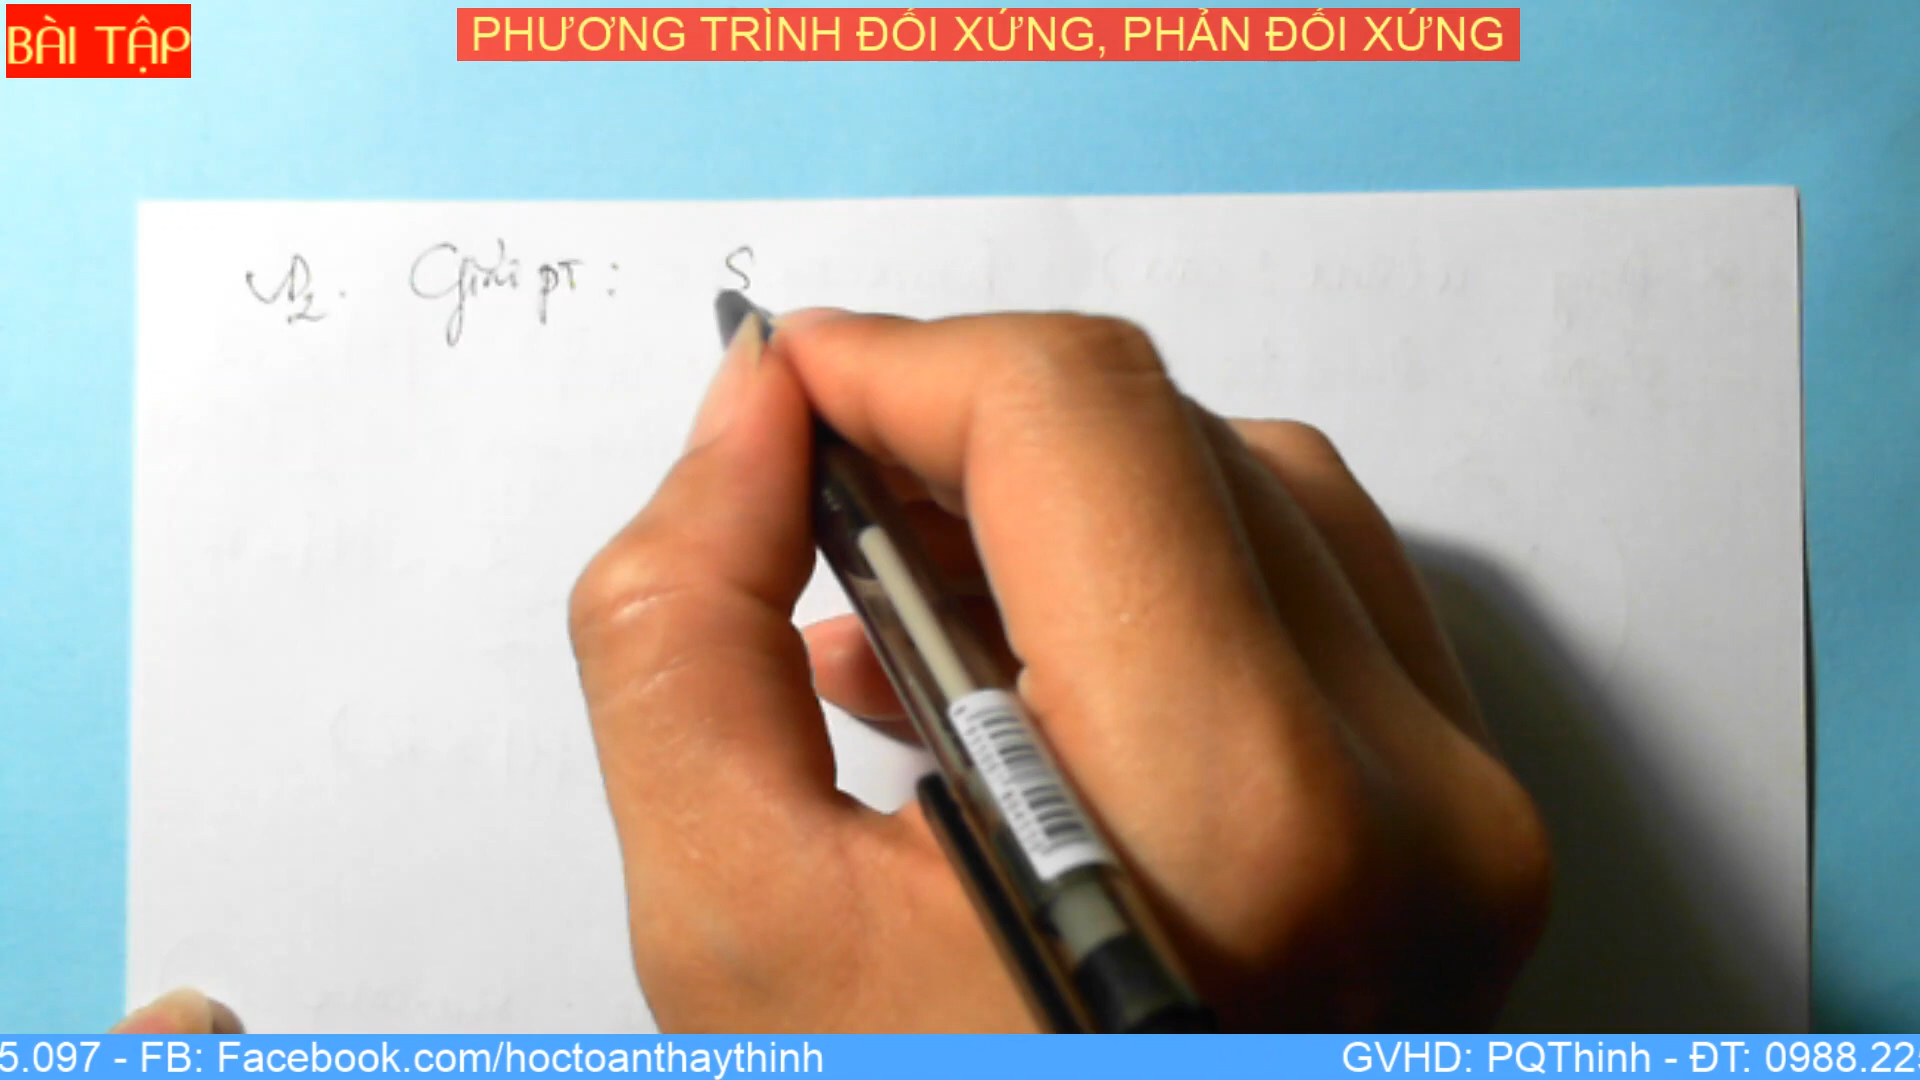 BÀI TẬP
PHƯƠNG TRÌNH ĐỐI XỨNG, PHẢN ĐỐI XỨNG
VD2. Giải pT : S
5.097 - FB: Facebook.com/hoctoanthaythinh
GVHD: PQThinh - ĐT: 0988.22